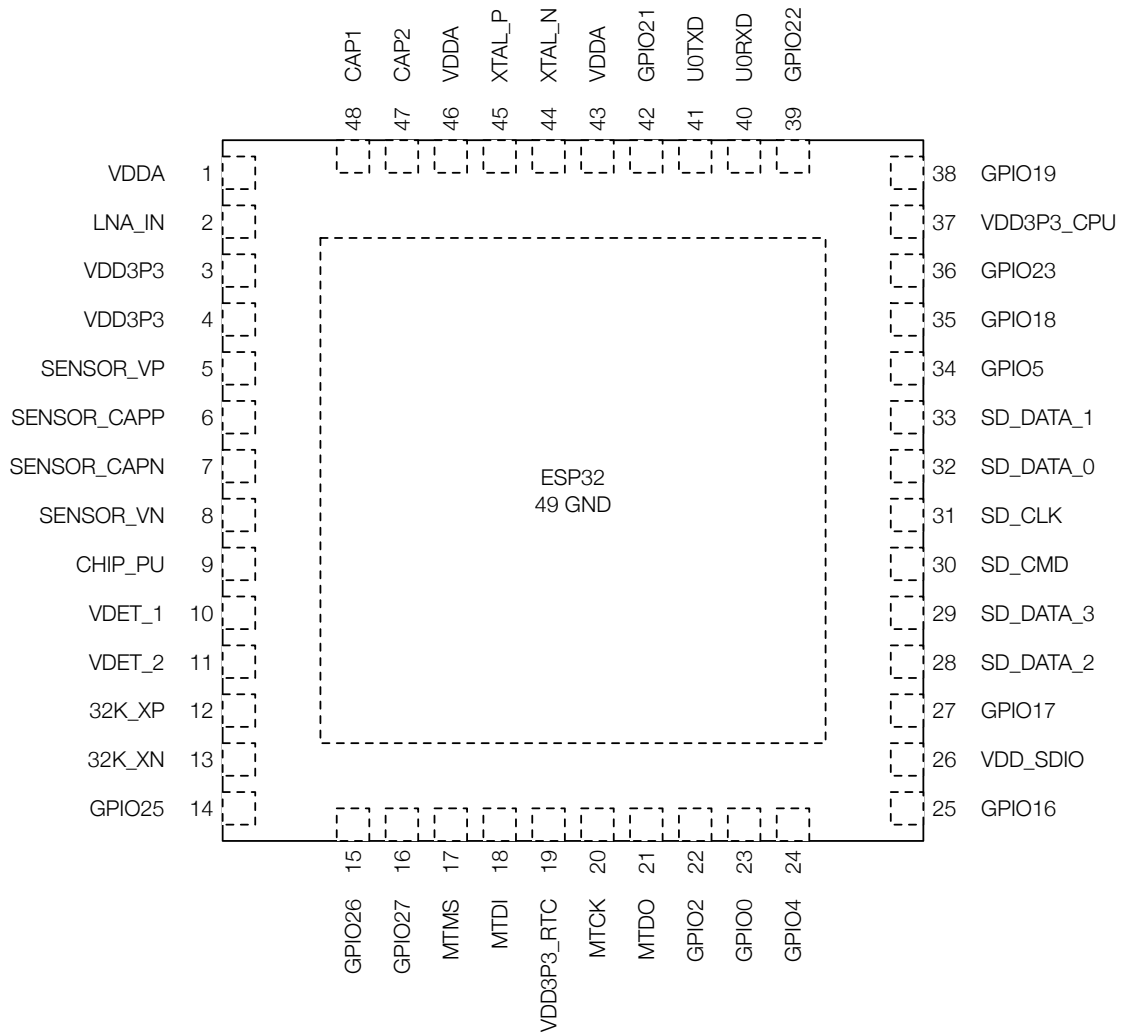 CAP1
CAP2
VDDA
XTAL_P
XTAL_N
VDDA
GPIO21
U0TXD
U0RXD
GPIO22
48
47
46
45
44
43
42
41
40
39
VDDA 1
LNA_IN 2
VDD3P3 3
VDD3P3 4
SENSOR_VP 5
SENSOR_CAPP 6
SENSOR_CAPN 7
SENSOR_VN 8
CHIP_PU 9
VDET_1 10
VDET_2 11
32K_XP 12
32K_XN 13
GPIO25 14
ESP32
49 GND
38 GPIO19
37 VDD3P3_CPU
36 GPIO23
35 GPIO18
34 GPIO5
33 SD_DATA_1
32 SD_DATA_0
31 SD_CLK
30 SD_CMD
29 SD_DATA_3
28 SD_DATA_2
27 GPIO17
26 VDD_SDIO
25 GPIO16
15
16
17
18
19
20
21
22
23
24
GPIO26
GPIO27
MTMS
MTDI
VDD3P3_RTC
MTCK
MTDO
GPIO2
GPIO0
GPIO4